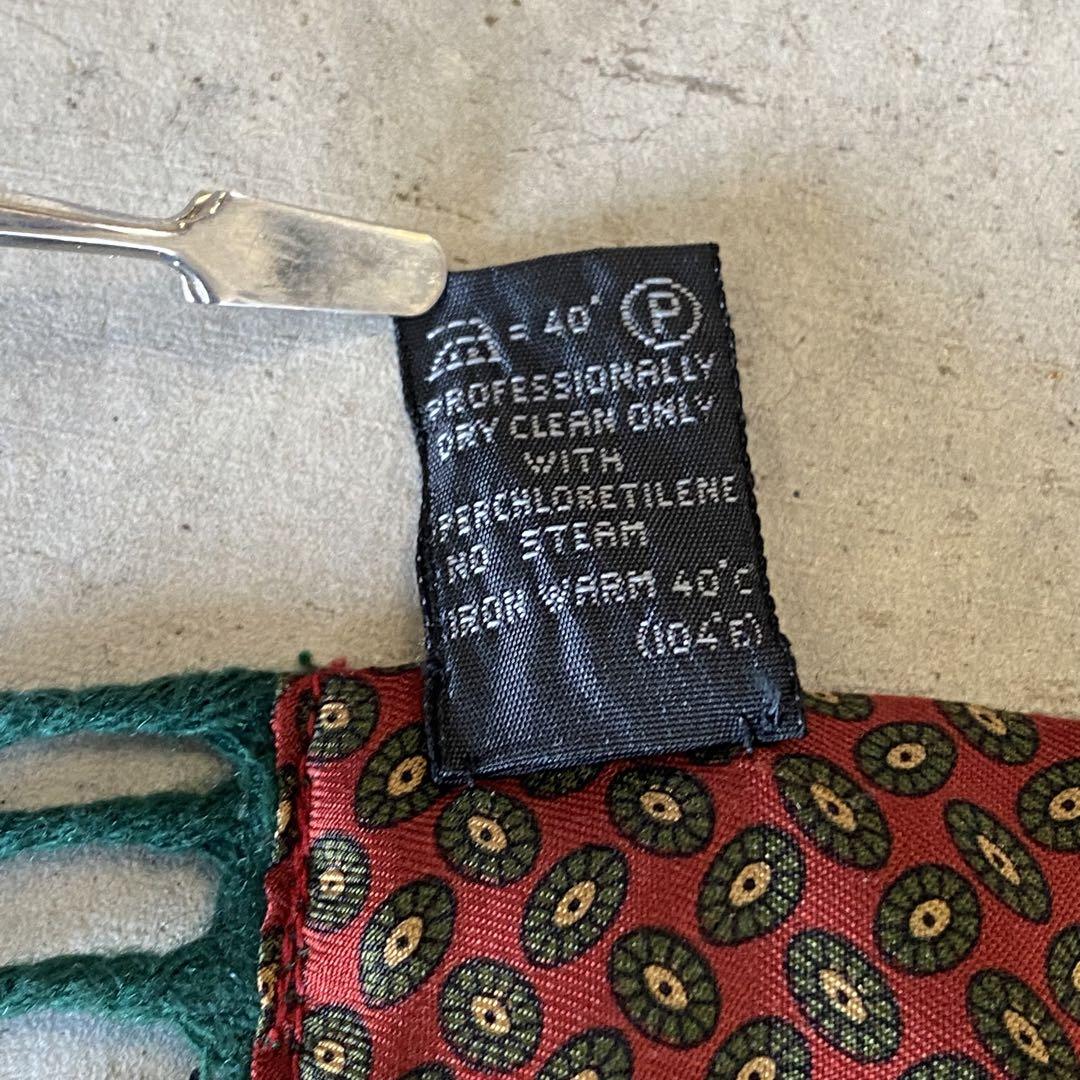 = 40° P
PROFESSIONALLY
DRY CLEAN ONLY
WITH
PERCHLORETILENE
NO STEAM
IRON WARM 40°C
(104°F)